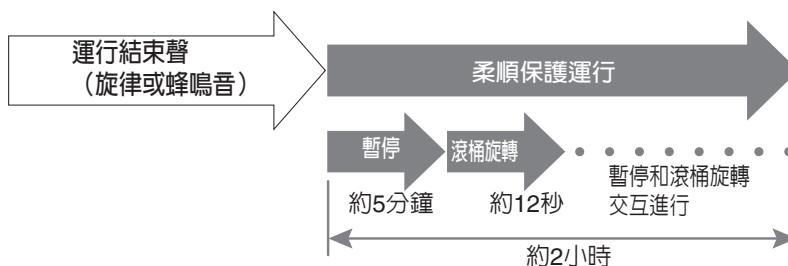 運行結束聲
（旋律或蜂鳴音）
柔順保護運行
暫停
滾桶旋轉
約5分鐘
約12秒
暫停和滾桶旋轉
交互進行
約2小時